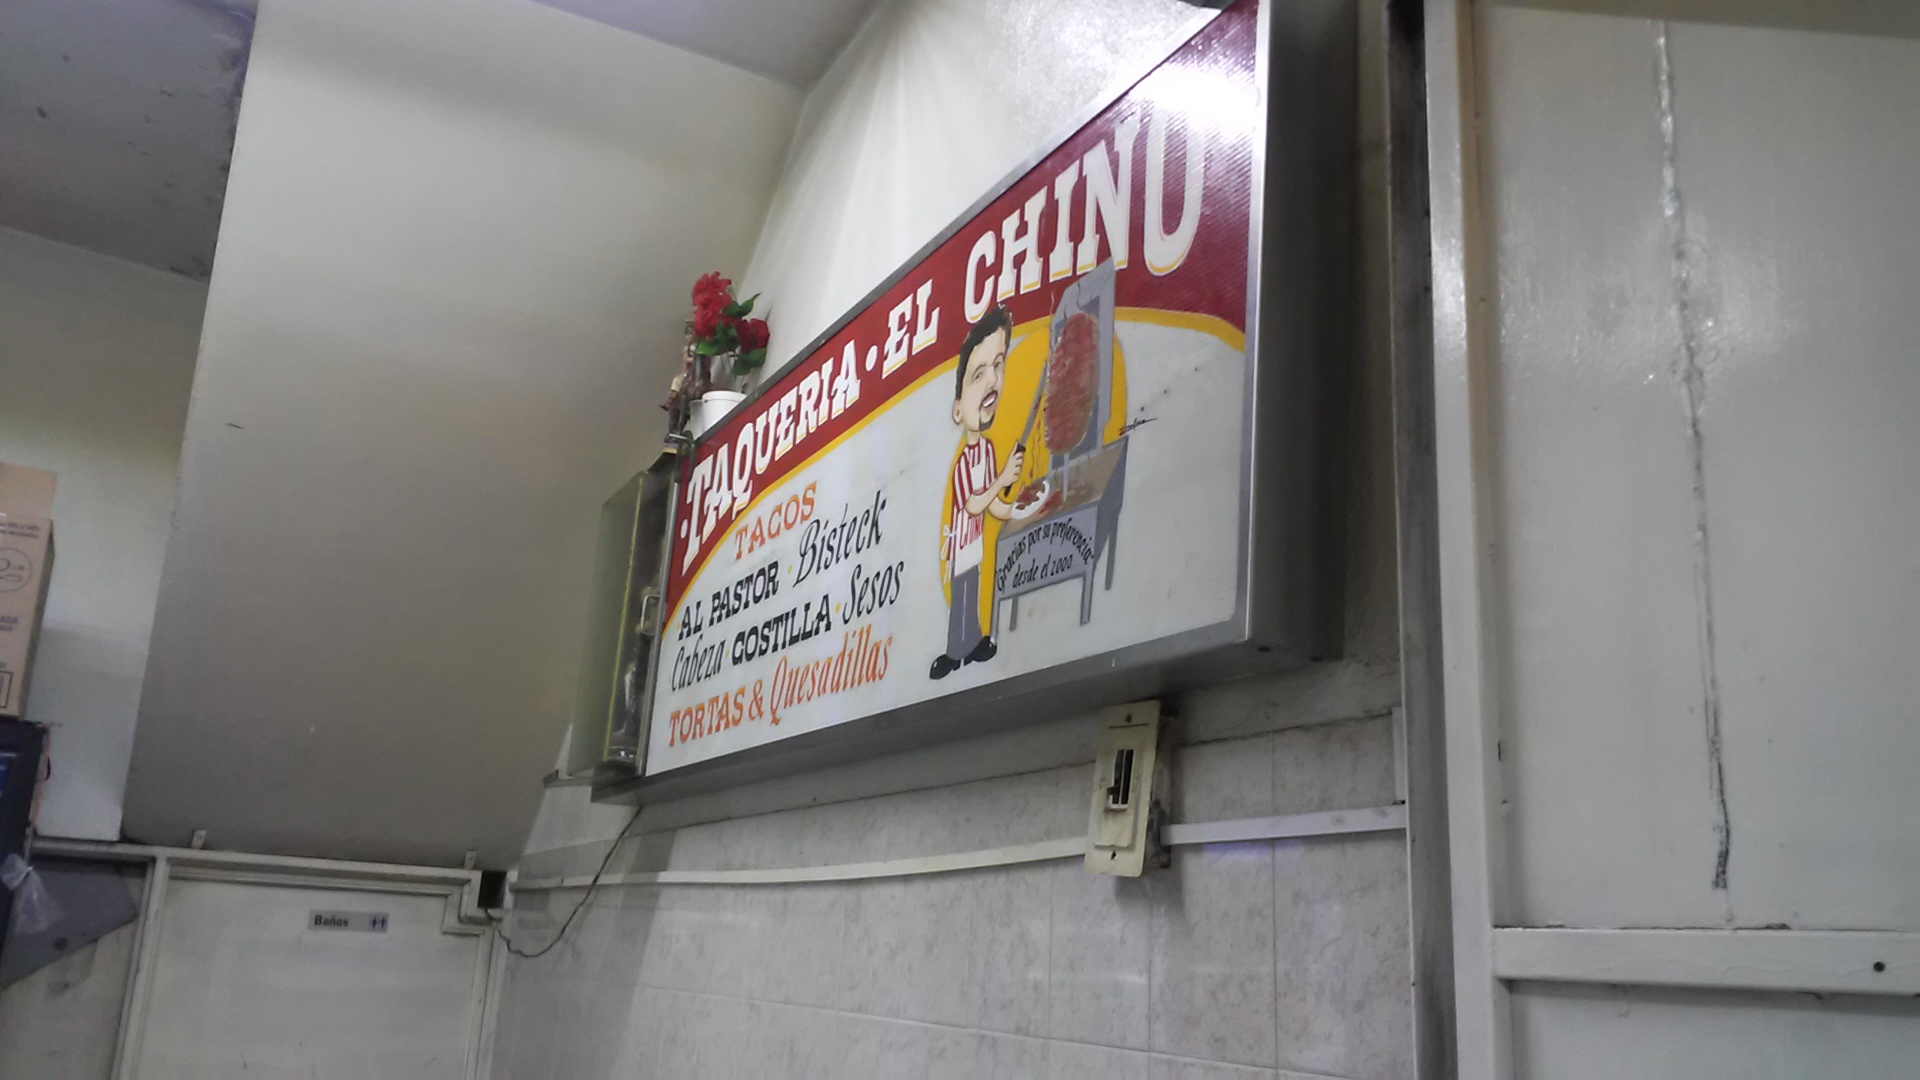 ·TAQUERIA·EL CHINO
TACOS
·AL PASTOR·Bisteck
Cabeza·COSTILLA·Sesos
TORTAS & Quesadillas
CHINO
"Gracias por su preferencia"
desde el 2000
Baños